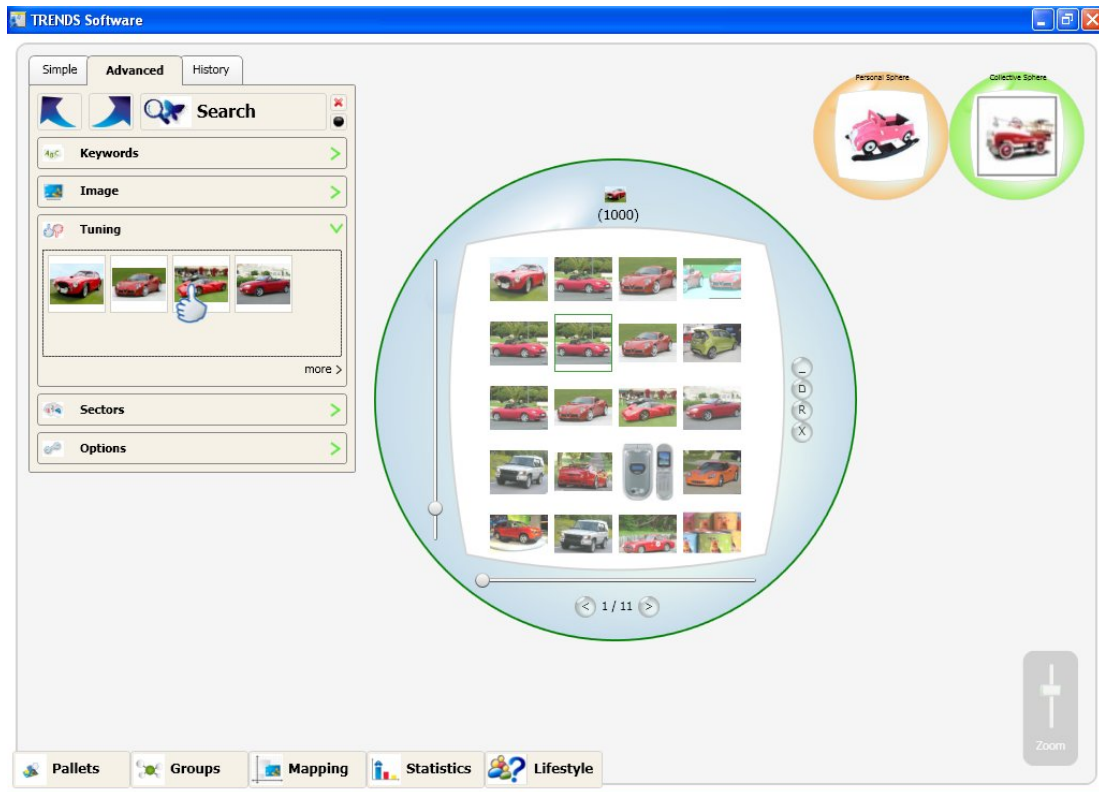 TRENDS Software
Simple
Advanced
History
Search
Keywords
Image
Tuning
more >
Sectors
Options
Personal Sphere
Collective Sphere
(1000)
D
R
X
< 1 / 11 >
Zoom
Pallets
Groups
Mapping
Statistics
Lifestyle